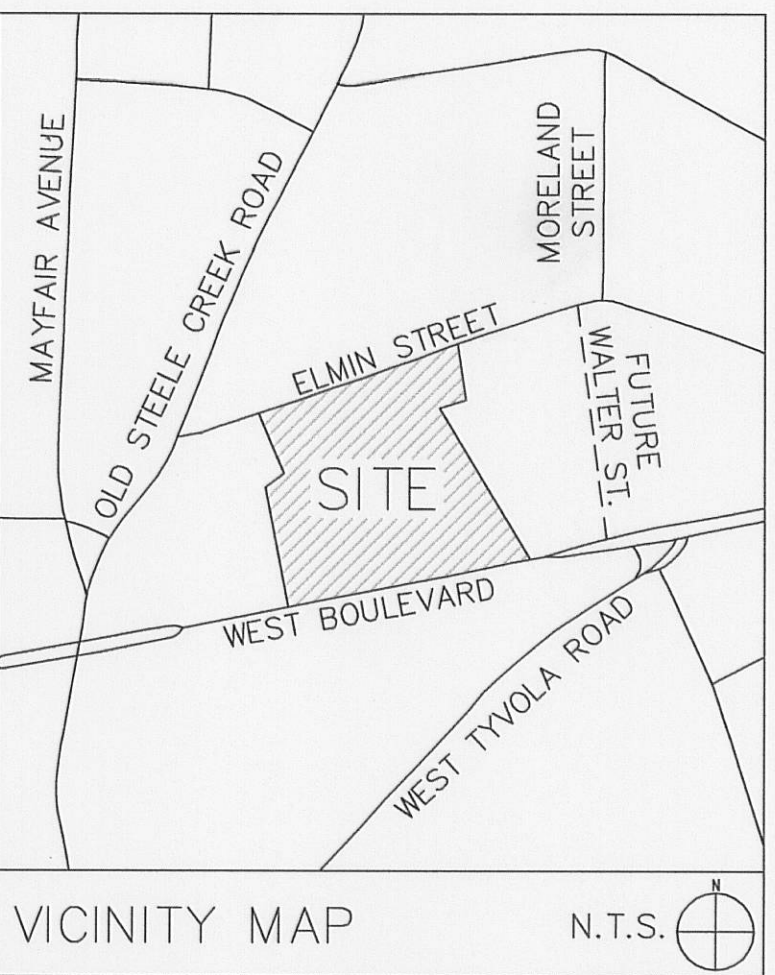 MAYFAIR AVENUE
OLD STEELE CREEK ROAD
MORELAND
STREET
ELMIN STREET
FUTURE
WALTER ST.
SITE
WEST BOULEVARD
WEST TYVOLA ROAD
VICINITY MAP
N.T.S.
N